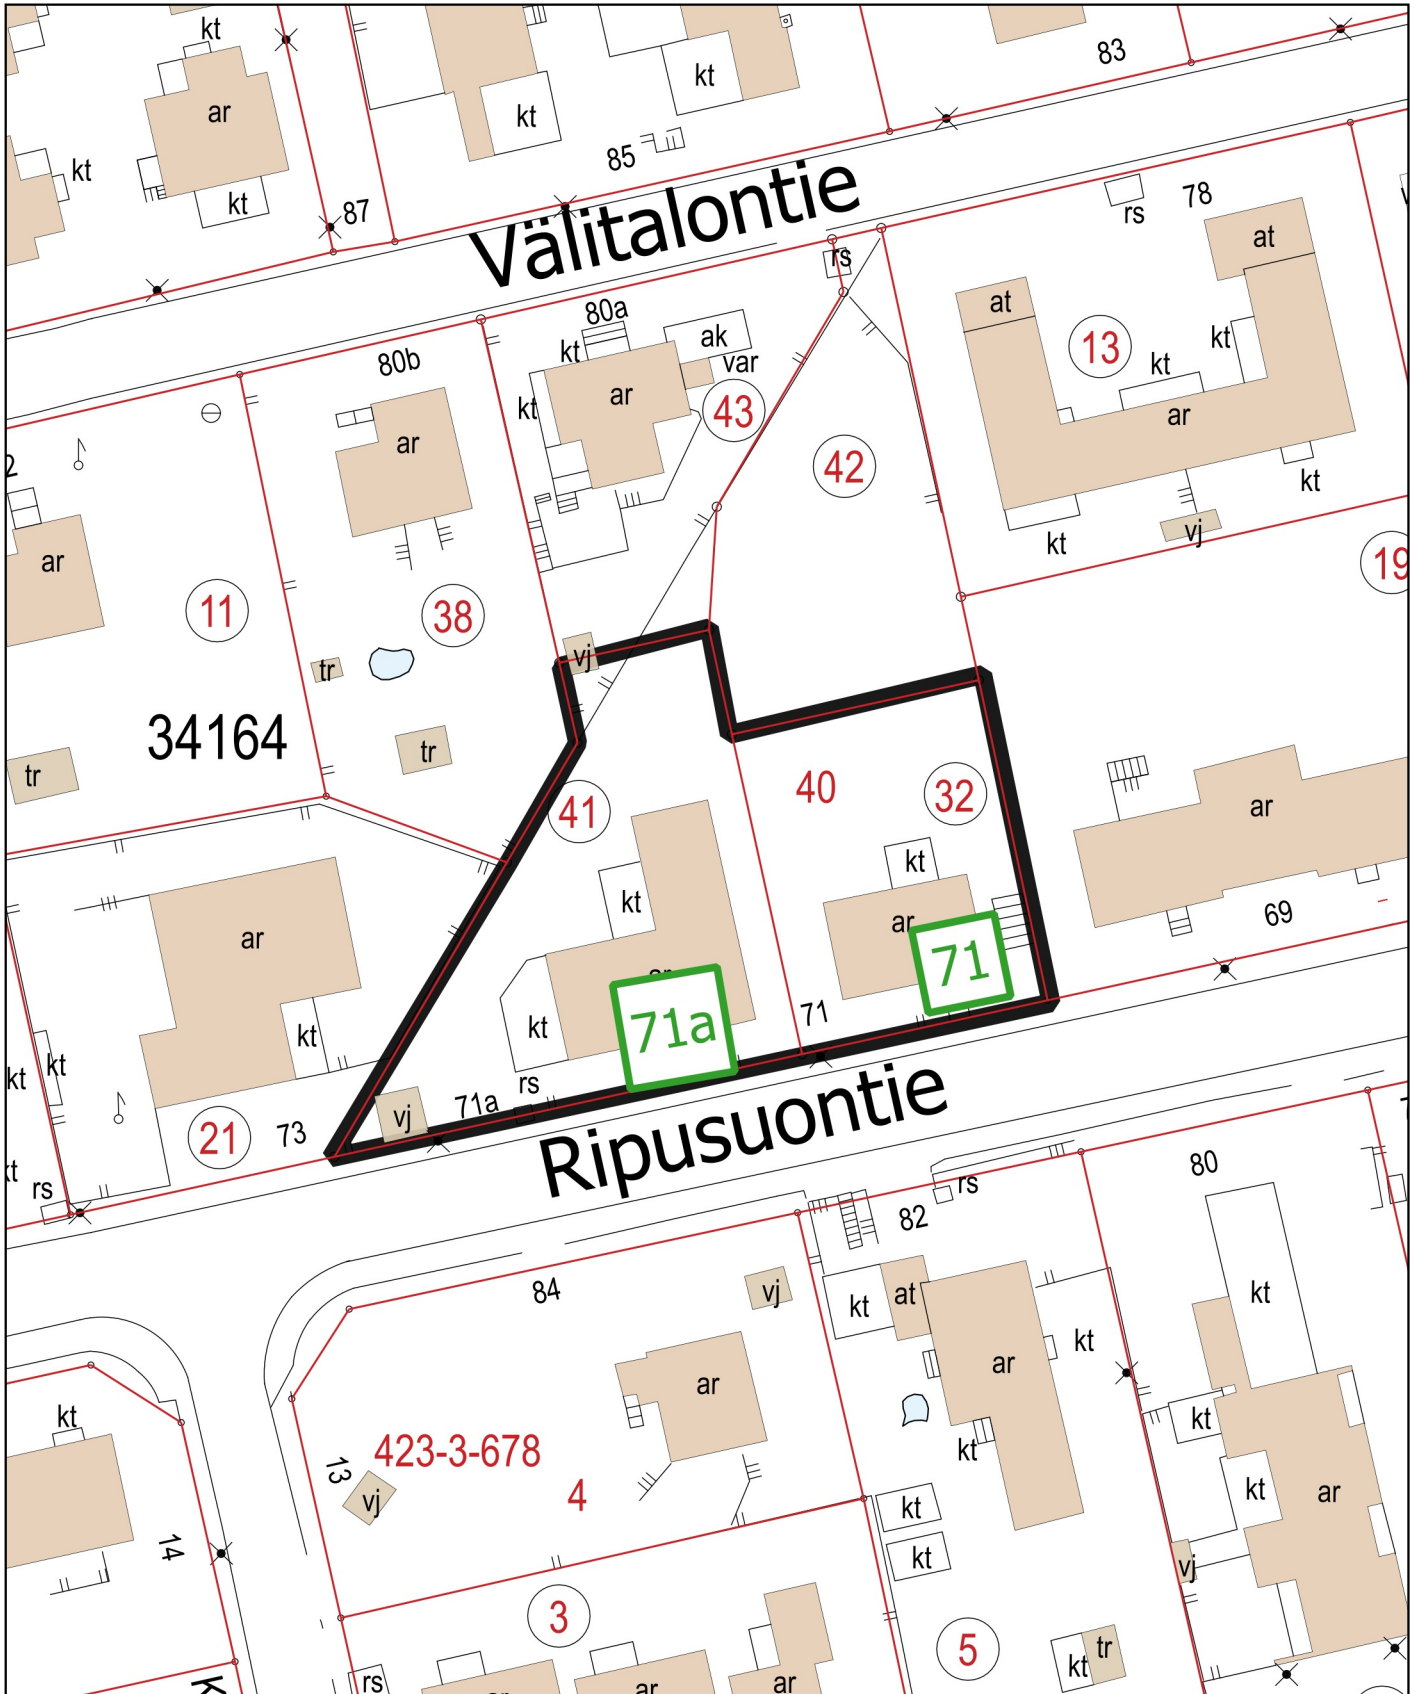 kt
ar
kt
kt
kt
kt
87
85
83
Välitalontie
rs
78
at
rs
80a
80b
kt
ak
var
ar
kt
43
42
at
13
kt
kt
ar
kt
kt
vj
19
ar
ar
11
38
vj
tr
34164
tr
tr
41
40
32
kt
ar
kt
ar
69
ar
71
71a
kt
71
rs
71a
vj
kt
kt
kt
21
73
rs
Ripusuontie
80
rs
82
84
vj
kt
at
kt
ar
kt
ar
kt
kt
423-3-678
4
13
vj
14
kt
kt
kt
kt
ar
vj
3
5
kt
tr
rs
ar
ar